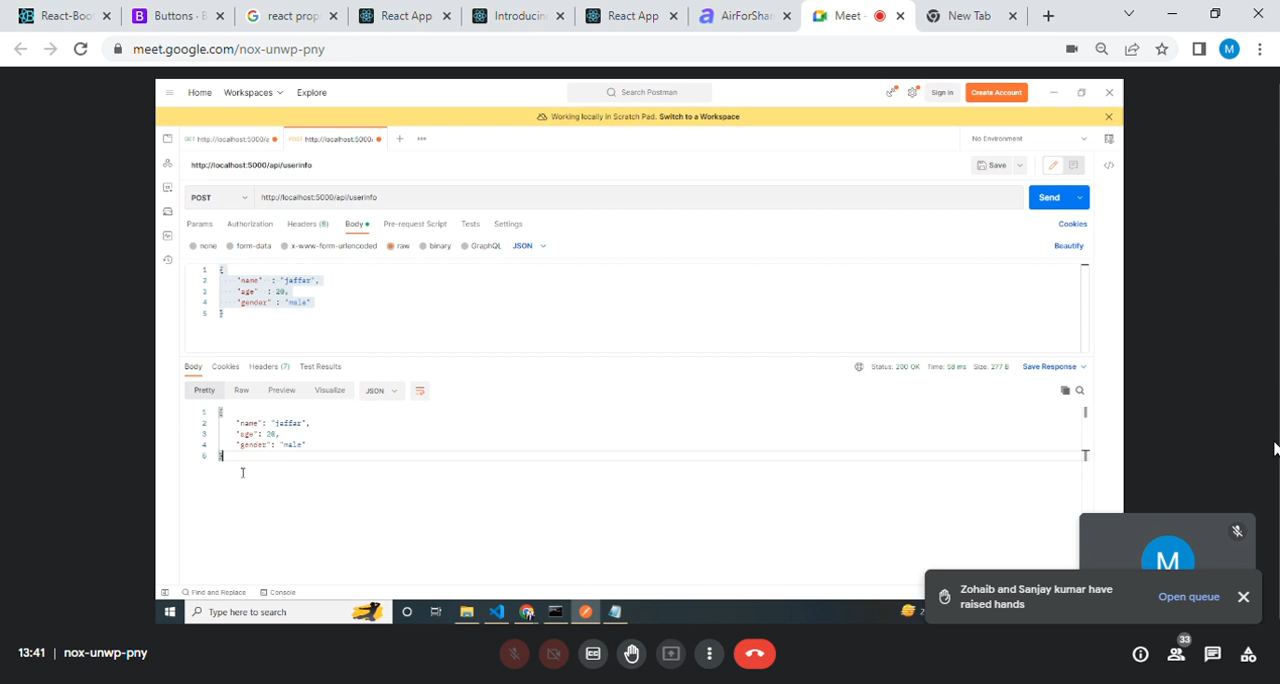 React-Boot
Buttons · B
react prop
React App
Introducin
React App
AirForShar
Meet -
New Tab
meet.google.com/nox-unwp-pny
M
Home Workspaces Explore
Search Postman
Sign in
Create Account
Working locally in Scratch Pad. Switch to a Workspace
GET http://localhost:5000/a
POST http://localhost:5000/
No Environment
http://localhost:5000/api/userinfo
Save
POST
http://localhost:5000/api/userinfo
Send
Params Authorization Headers (8) Body Pre-request Script Tests Settings
Cookies
none form-data x-www-form-urlencoded raw binary GraphQL JSON
Beautify
1 {
2 "name" : "jaffar",
3 "age" : 20,
4 "gender" : "male"
5 }
Body Cookies Headers (7) Test Results
Status: 200 OK Time: 58 ms Size: 277 B Save Response
Pretty Raw Preview Visualize JSON
1 {
2 "name": "jaffar",
3 "age": 20,
4 "gender": "male"
5 }
M
Find and Replace Console
Zohaib and Sanjay kumar have
raised hands
Open queue
Type here to search
13:41 | nox-unwp-pny
33